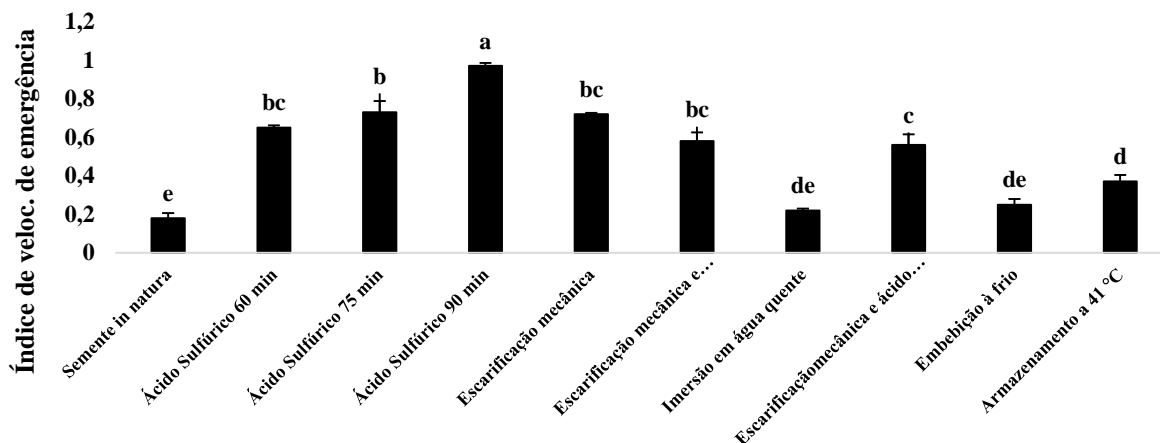 Índice de veloc. de emergência
1,2
1
0,8
0,6
0,4
0,2
0
e
bc
b
a
bc
bc
de
c
de
d
Semente in natura
Ácido Sulfúrico 60 min
Ácido Sulfúrico 75 min
Ácido Sulfúrico 90 min
Escarificação mecânica
Escarificação mecânica e…
Imersão em água quente
Escarificaçãomecânica e ácido…
Embebição à frio
Armazenamento a 41 °C